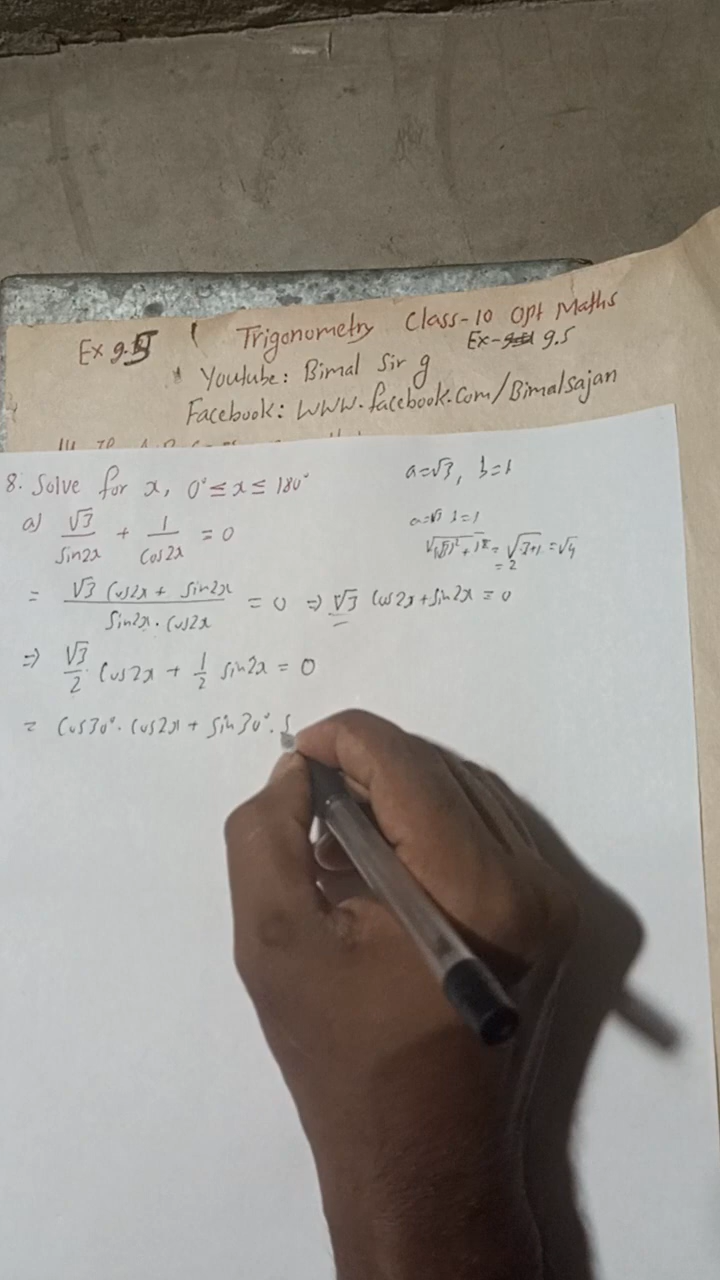 Ex 9.5
Trigonometry Class-10 Opt Maths
Ex- 9.5
Youtube: Bimal Sir g
Facebook: www.facebook.com/Bimalsajan
8. Solve for x, 0° ≤ x ≤ 180°
a=√3, b=1
a) √3/Sin2x + 1/Cos2x = 0
a=√3 b=1
√(√3)² + 1² = √3+1 = √4
= 2
= (√3 Cos2x + Sin2x)/(Sin2x · Cos2x) = 0 ⇒ √3 Cos2x + Sin2x = 0
⇒ √3/2 Cos2x + 1/2 Sin2x = 0
= Cos30° · Cos2x + Sin30° · S